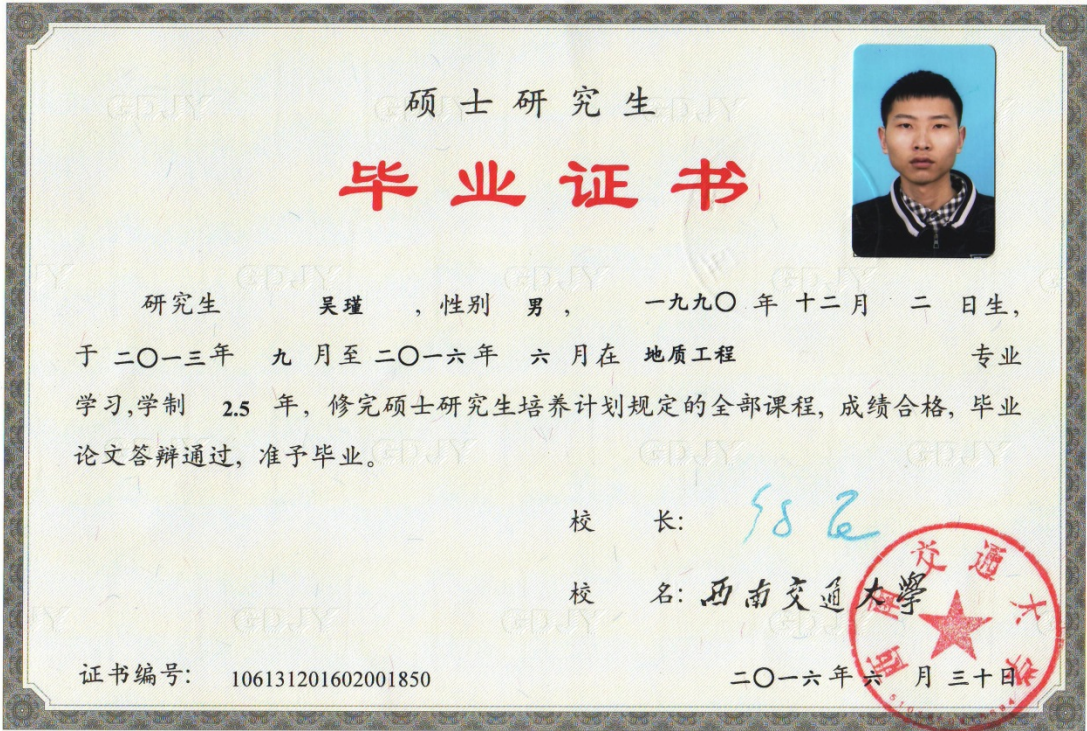 硕士研究生
毕业证书
研究生 吴瑾 ，性别 男 ， 一九九〇 年 十二月 二 日生，
于 二〇一三年 九 月至 二〇一六年 六 月在 地质工程 专业
学习,学制 2.5 年，修完硕士研究生培养计划规定的全部课程，成绩合格，毕业
论文答辩通过，准予毕业。
校 长：
校 名：西南交通大學
西南交通大学
证书编号： 106131201602001850
二〇一六年 六 月 三十日